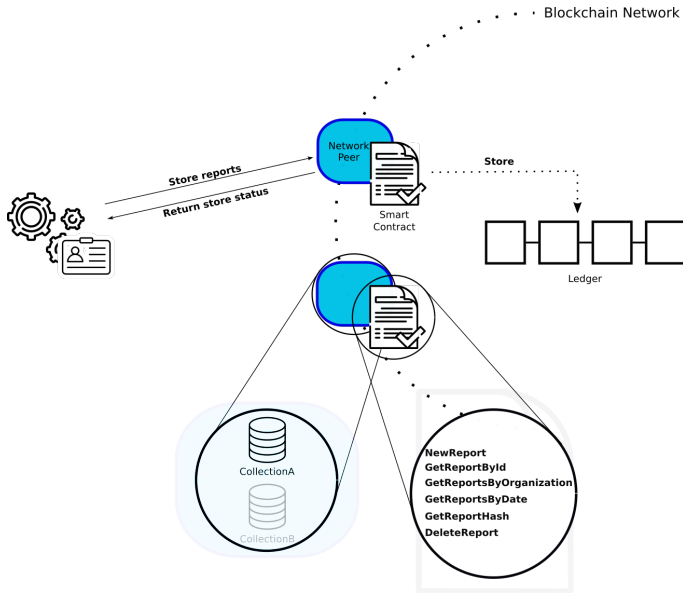 Blockchain Network
Network
Peer
Store reports
Return store status
Store
Smart
Contract
Ledger
CollectionA
CollectionB
NewReport
GetReportById
GetReportsByOrganization
GetReportsByDate
GetReportHash
DeleteReport